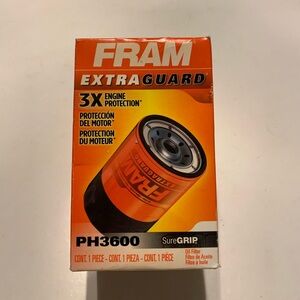 FRAM
EXTRAGUARD
3X ENGINE PROTECTION*
PROTECCIÓN
DEL MOTOR*
PROTECTION
DU MOTEUR*
FRAM
EXTRAGUARD
PH3600
SureGRIP
CONT. 1 PIECE - CONT. 1 PIEZA - CONT. 1 PIÈCE
Oil Filter
Filtro de Aceite
Filtre à huile